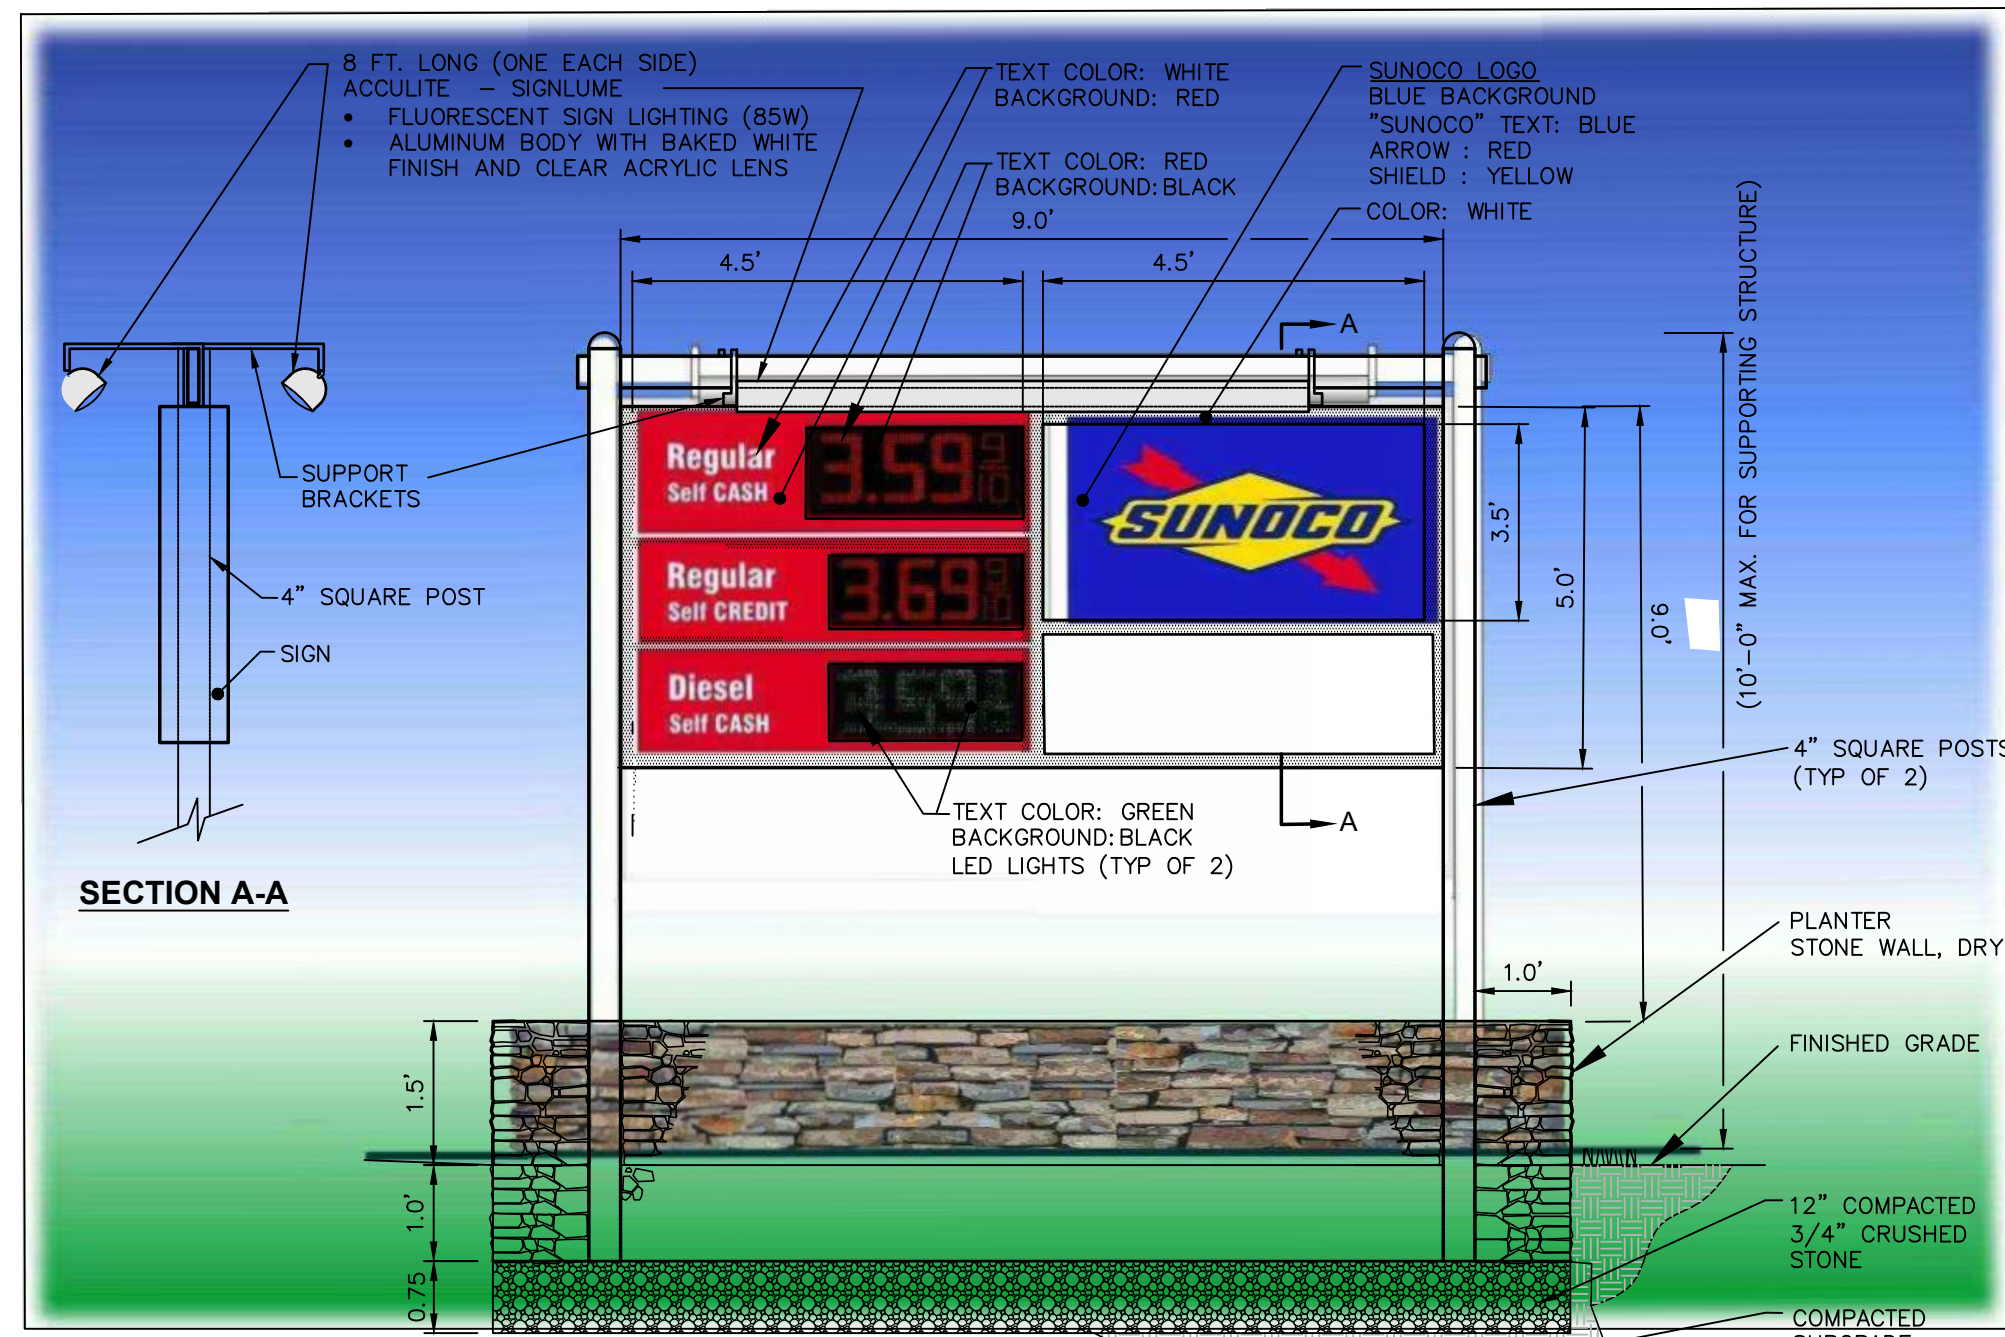 8 FT. LONG (ONE EACH SIDE)
ACCULITE - SIGNLUME
• FLUORESCENT SIGN LIGHTING (85W)
• ALUMINUM BODY WITH BAKED WHITE
FINISH AND CLEAR ACRYLIC LENS
TEXT COLOR: WHITE
BACKGROUND: RED
TEXT COLOR: RED
BACKGROUND: BLACK
SUNOCO LOGO
BLUE BACKGROUND
"SUNOCO" TEXT: BLUE
ARROW : RED
SHIELD : YELLOW
COLOR: WHITE
9.0'
4.5'
4.5'
A
(10'-0" MAX. FOR SUPPORTING STRUCTURE)
SUPPORT
BRACKETS
4" SQUARE POST
SIGN
SECTION A-A
Regular
Self CASH
3.59 9/10
Regular
Self CREDIT
3.69 9/10
Diesel
Self CASH
SUNOCO
3.5'
5.0'
9.0'
4" SQUARE POSTS
(TYP OF 2)
TEXT COLOR: GREEN
BACKGROUND: BLACK
LED LIGHTS (TYP OF 2)
A
PLANTER
STONE WALL, DRY
1.0'
FINISHED GRADE
1.5'
1.0'
0.75
12" COMPACTED
3/4" CRUSHED
STONE
COMPACTED